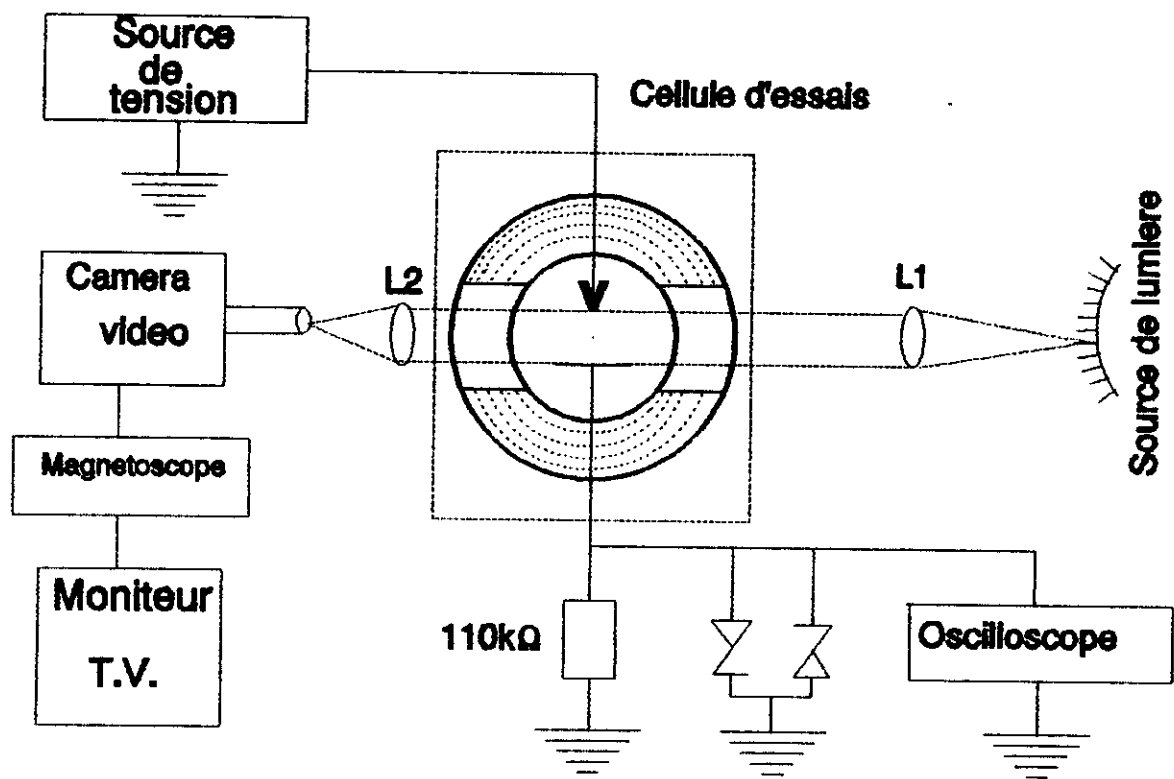 Source
de
tension
Cellule d'essais
Camera
video
L2
L1
Source de lumiere
Magnetoscope
Moniteur
T.V.
110kΩ
Oscilloscope